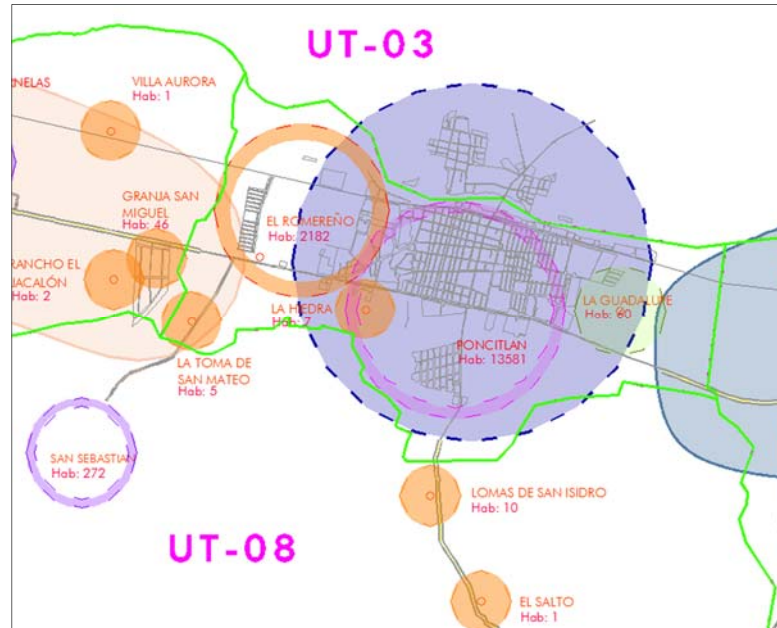 UT-03
NELAS
VILLA AURORA
Hab: 1
GRANJA SAN
MIGUEL
Hab: 46
EL ROMEREÑO
Hab: 2182
RANCHO EL
JACALÓN
Hab: 2
LA HIEDRA
Hab: 7
LA GUADALUPE
Hab: 90
PONCITLAN
Hab: 13581
LA TOMA DE
SAN MATEO
Hab: 5
SAN SEBASTIAN
Hab: 272
LOMAS DE SAN ISIDRO
Hab: 10
UT-08
EL SALTO
Hab: 1